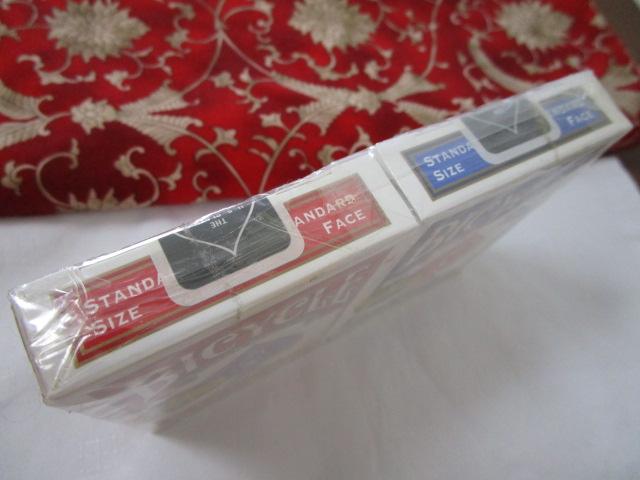 STANDA
SIZE
THE
ANDARD
FACE
STANDA
SIZE
FACE
BICYCLE